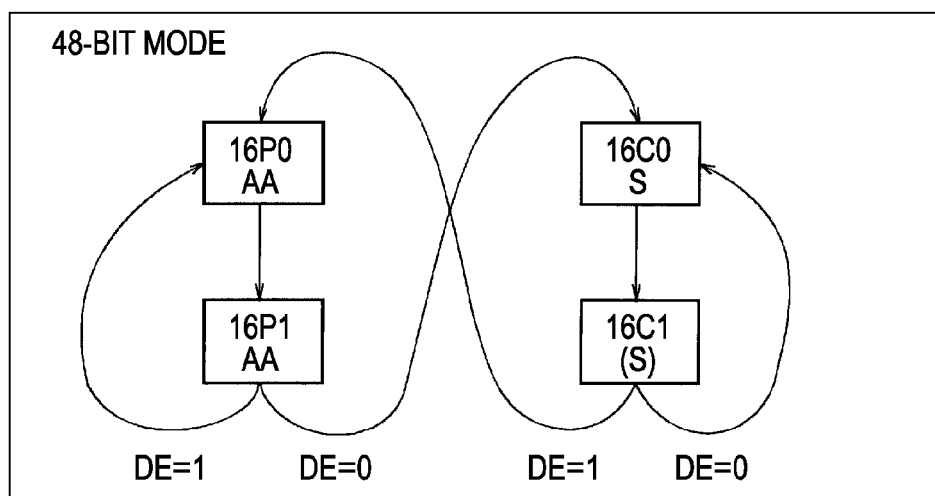 48-BIT MODE
16P0
AA
16C0
S
16P1
AA
16C1
(S)
DE=1
DE=0
DE=1
DE=0